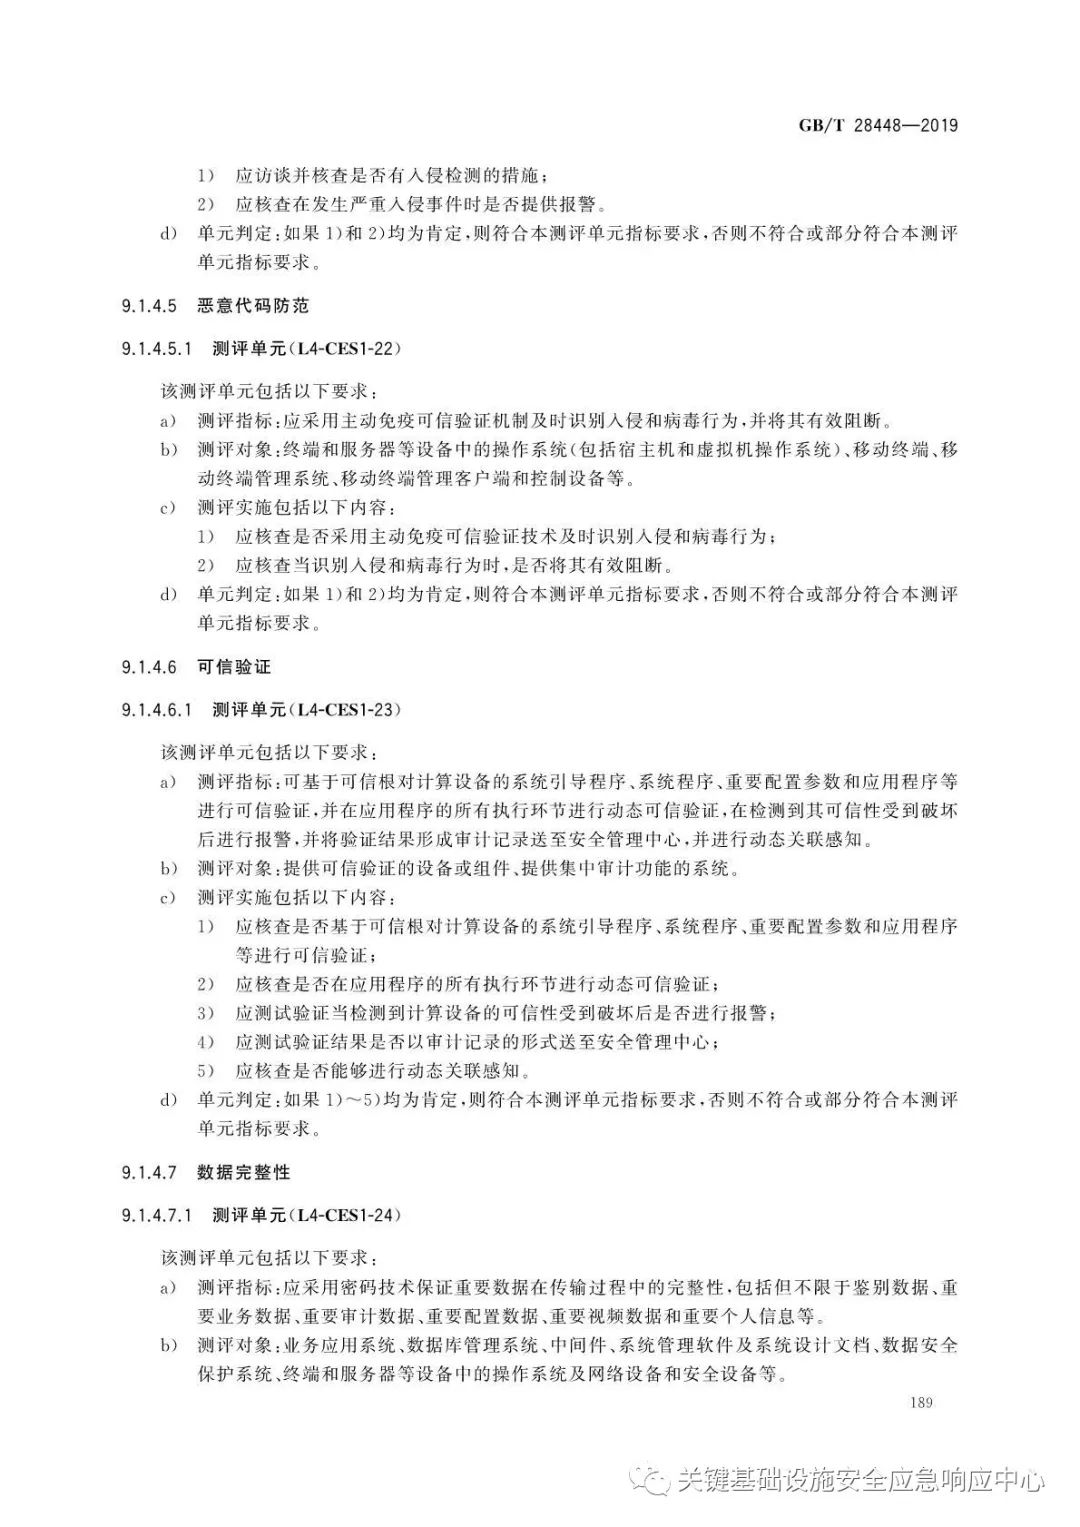 GB/T 28448—2019
1) 应访谈并核查是否有入侵检测的措施;
2) 应核查在发生严重入侵事件时是否提供报警。
d) 单元判定:如果 1)和 2)均为肯定,则符合本测评单元指标要求,否则不符合或部分符合本测评
单元指标要求。
9.1.4.5 恶意代码防范
9.1.4.5.1 测评单元(L4-CES1-22)
该测评单元包括以下要求:
a) 测评指标:应采用主动免疫可信验证机制及时识别入侵和病毒行为,并将其有效阻断。
b) 测评对象:终端和服务器等设备中的操作系统(包括宿主机和虚拟机操作系统)、移动终端、移
动终端管理系统、移动终端管理客户端和控制设备等。
c) 测评实施包括以下内容:
1) 应核查是否采用主动免疫可信验证技术及时识别入侵和病毒行为;
2) 应核查当识别入侵和病毒行为时,是否将其有效阻断。
d) 单元判定:如果 1)和 2)均为肯定,则符合本测评单元指标要求,否则不符合或部分符合本测评
单元指标要求。
9.1.4.6 可信验证
9.1.4.6.1 测评单元(L4-CES1-23)
该测评单元包括以下要求:
a) 测评指标:可基于可信根对计算设备的系统引导程序、系统程序、重要配置参数和应用程序等
进行可信验证,并在应用程序的所有执行环节进行动态可信验证,在检测到其可信性受到破坏
后进行报警,并将验证结果形成审计记录送至安全管理中心,并进行动态关联感知。
b) 测评对象:提供可信验证的设备或组件、提供集中审计功能的系统。
c) 测评实施包括以下内容:
1) 应核查是否基于可信根对计算设备的系统引导程序、系统程序、重要配置参数和应用程序
等进行可信验证;
2) 应核查是否在应用程序的所有执行环节进行动态可信验证;
3) 应测试验证当检测到计算设备的可信性受到破坏后是否进行报警;
4) 应测试验证结果是否以审计记录的形式送至安全管理中心;
5) 应核查是否能够进行动态关联感知。
d) 单元判定:如果 1)～5)均为肯定,则符合本测评单元指标要求,否则不符合或部分符合本测评
单元指标要求。
9.1.4.7 数据完整性
9.1.4.7.1 测评单元(L4-CES1-24)
该测评单元包括以下要求:
a) 测评指标:应采用密码技术保证重要数据在传输过程中的完整性,包括但不限于鉴别数据、重
要业务数据、重要审计数据、重要配置数据、重要视频数据和重要个人信息等。
b) 测评对象:业务应用系统、数据库管理系统、中间件、系统管理软件及系统设计文档、数据安全
保护系统、终端和服务器等设备中的操作系统及网络设备和安全设备等。
189
关键基础设施安全应急响应中心